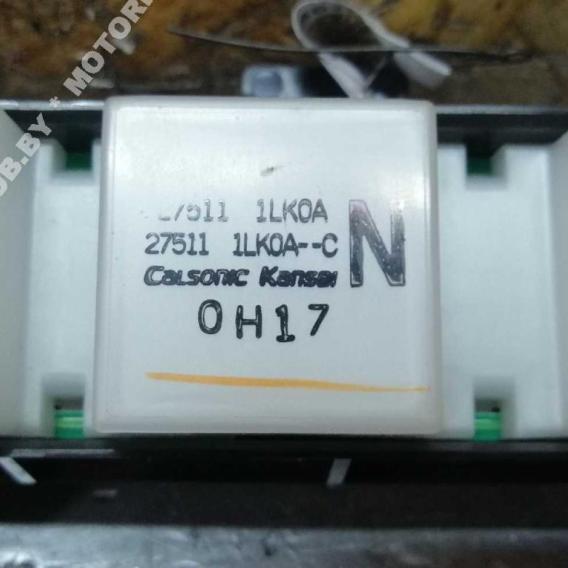 27511 1LK0A
27511 1LK0A--C
CALSONIC KANSEI
N
0H17